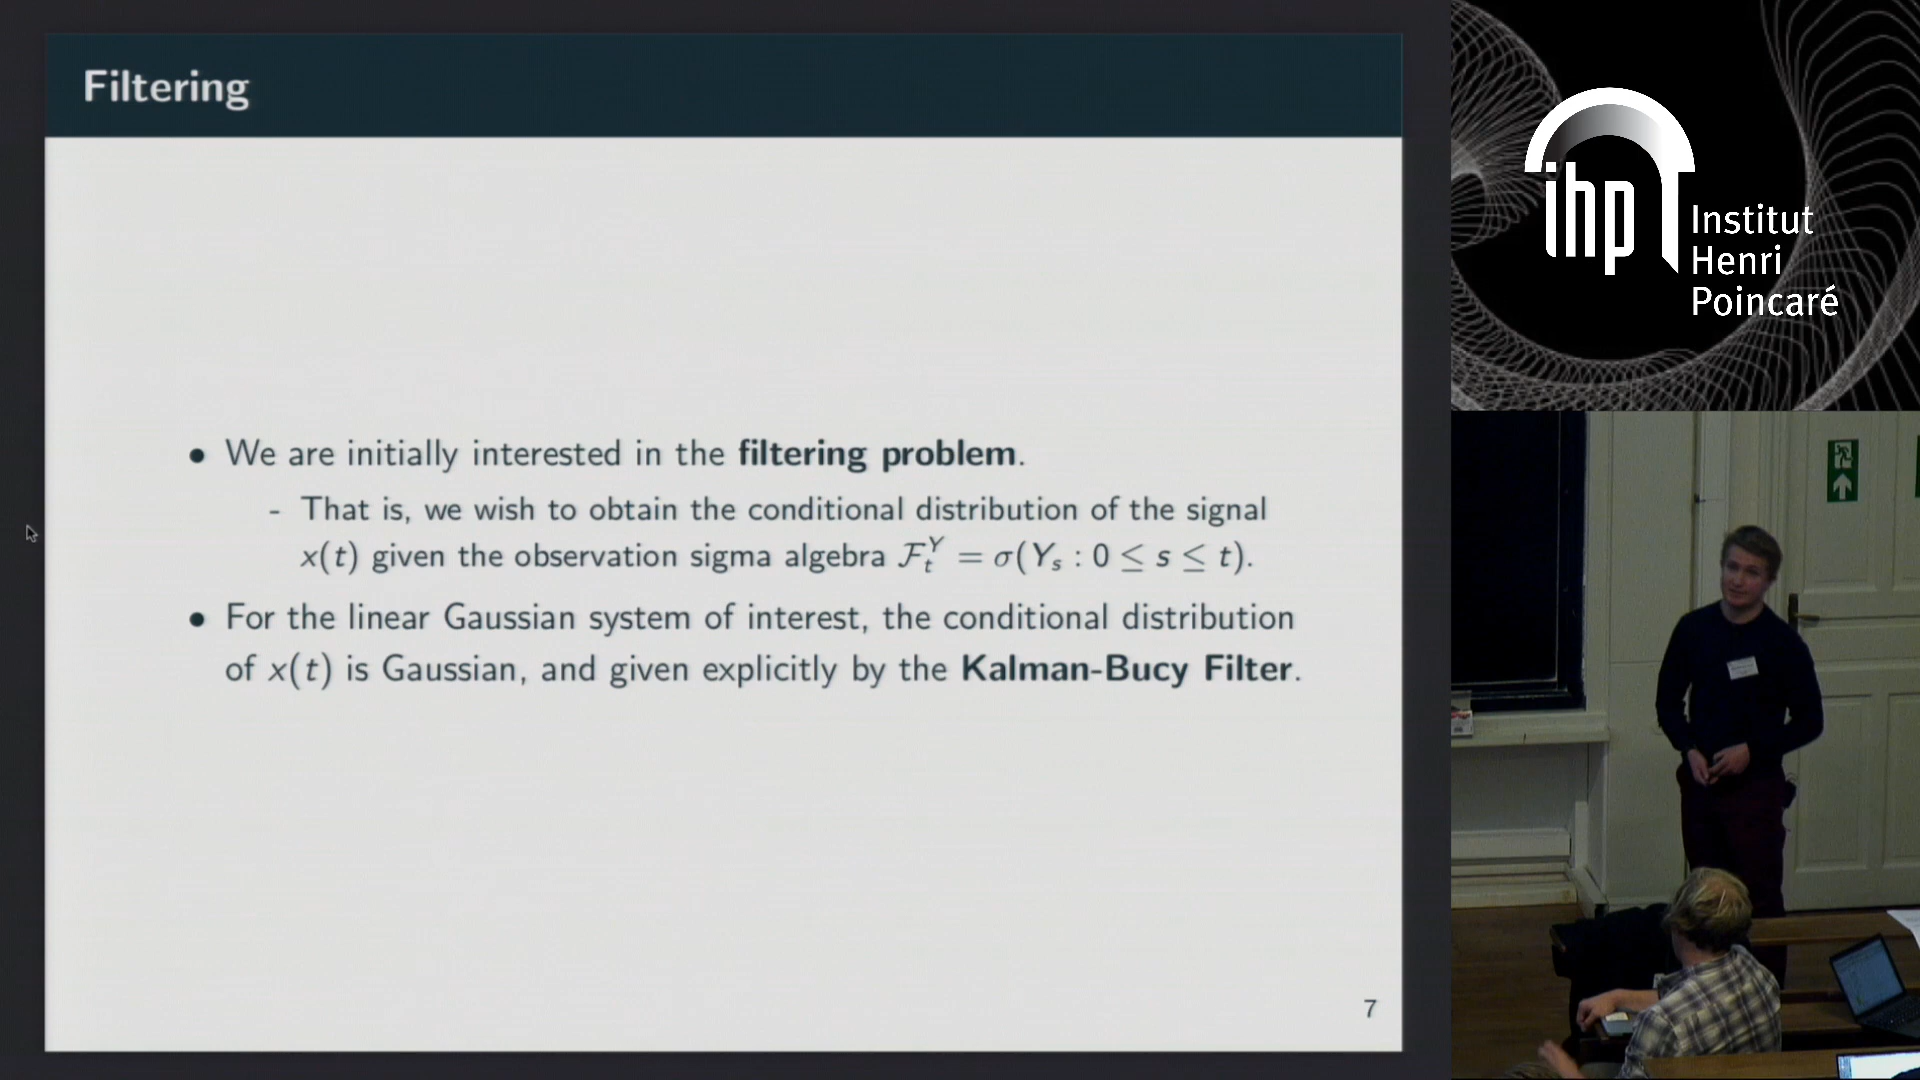 Filtering
• We are initially interested in the filtering problem.
- That is, we wish to obtain the conditional distribution of the signal
x(t) given the observation sigma algebra ℱₜʸ = σ(Yₛ : 0 ≤ s ≤ t).
• For the linear Gaussian system of interest, the conditional distribution
of x(t) is Gaussian, and given explicitly by the Kalman-Bucy Filter.
7
ihp Institut
Henri
Poincaré